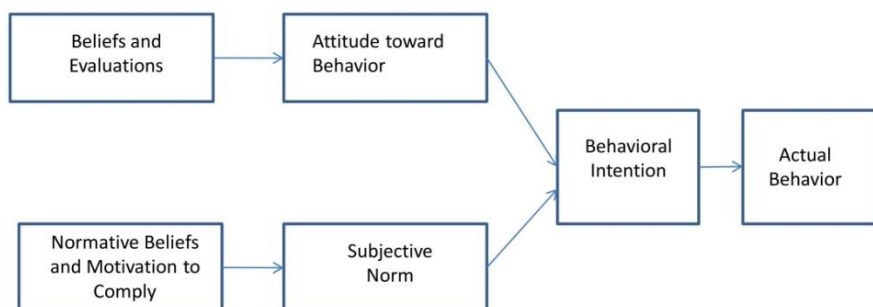 Beliefs and
Evaluations
Attitude toward
Behavior
Behavioral
Intention
Actual
Behavior
Normative Beliefs
and Motivation to
Comply
Subjective
Norm